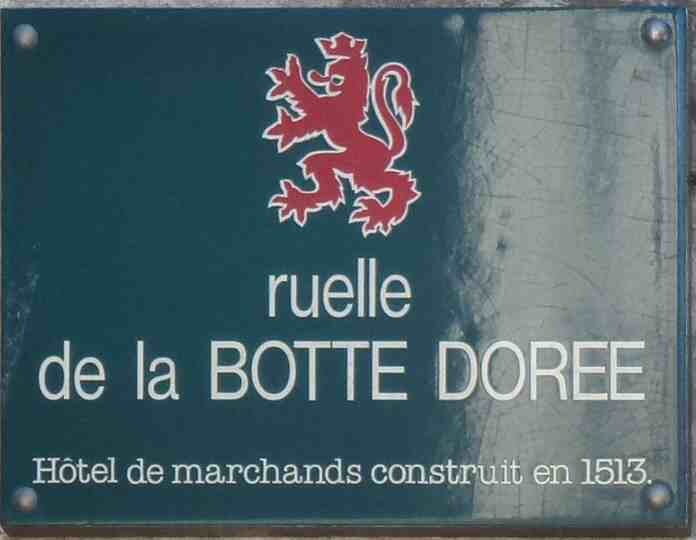 ruelle
de la BOTTE DOREE
Hôtel de marchands construit en 1513.